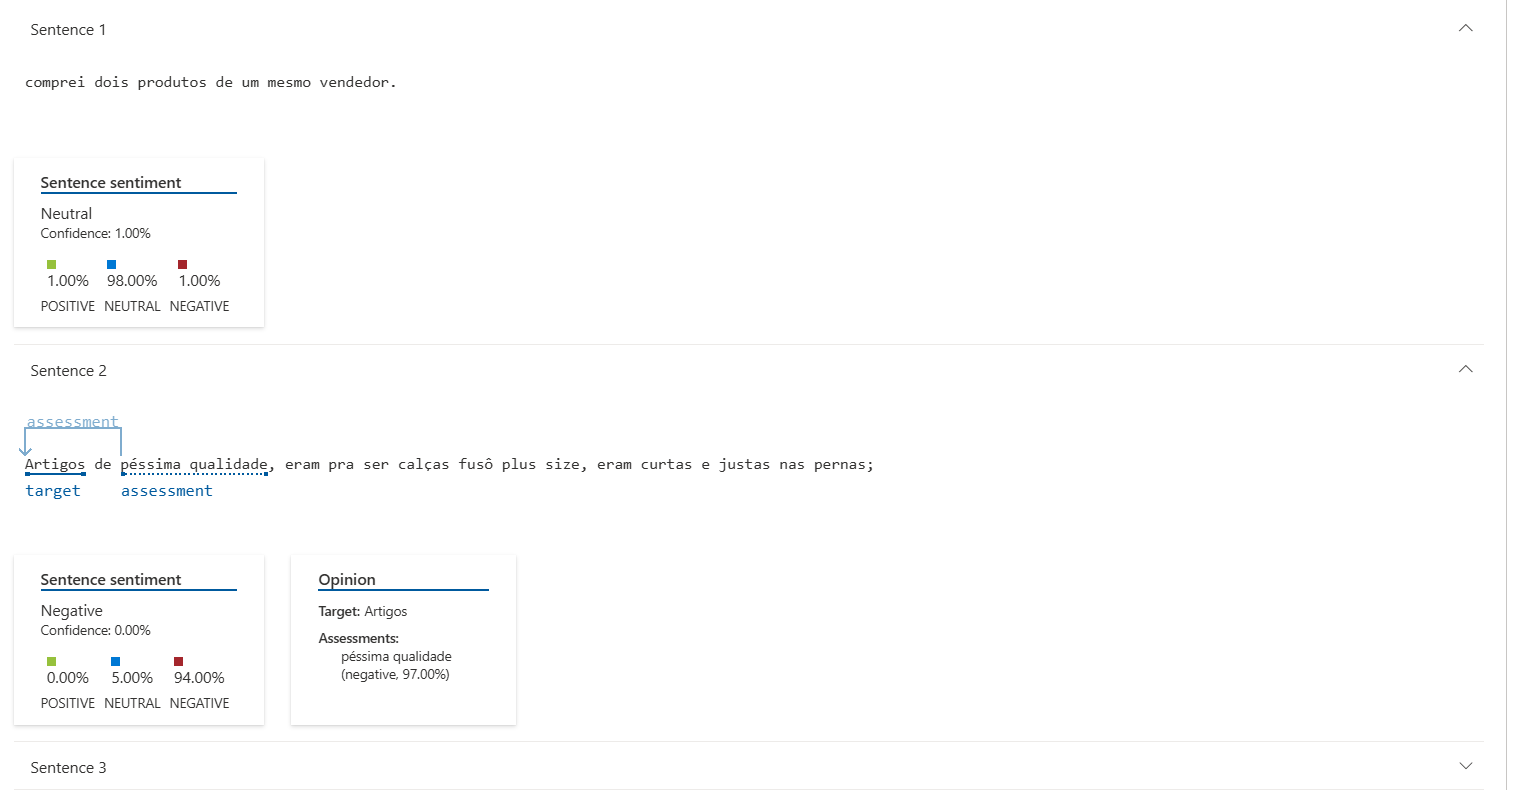 Sentence 1
comprei dois produtos de um mesmo vendedor.
Sentence sentiment
Neutral
Confidence: 1.00%
1.00% 98.00% 1.00%
POSITIVE NEUTRAL NEGATIVE
Sentence 2
assessment
Artigos de péssima qualidade, eram pra ser calças fusô plus size, eram curtas e justas nas pernas;
target assessment
Sentence sentiment
Negative
Confidence: 0.00%
0.00% 5.00% 94.00%
POSITIVE NEUTRAL NEGATIVE
Opinion
Target: Artigos
Assessments:
péssima qualidade
(negative, 97.00%)
Sentence 3